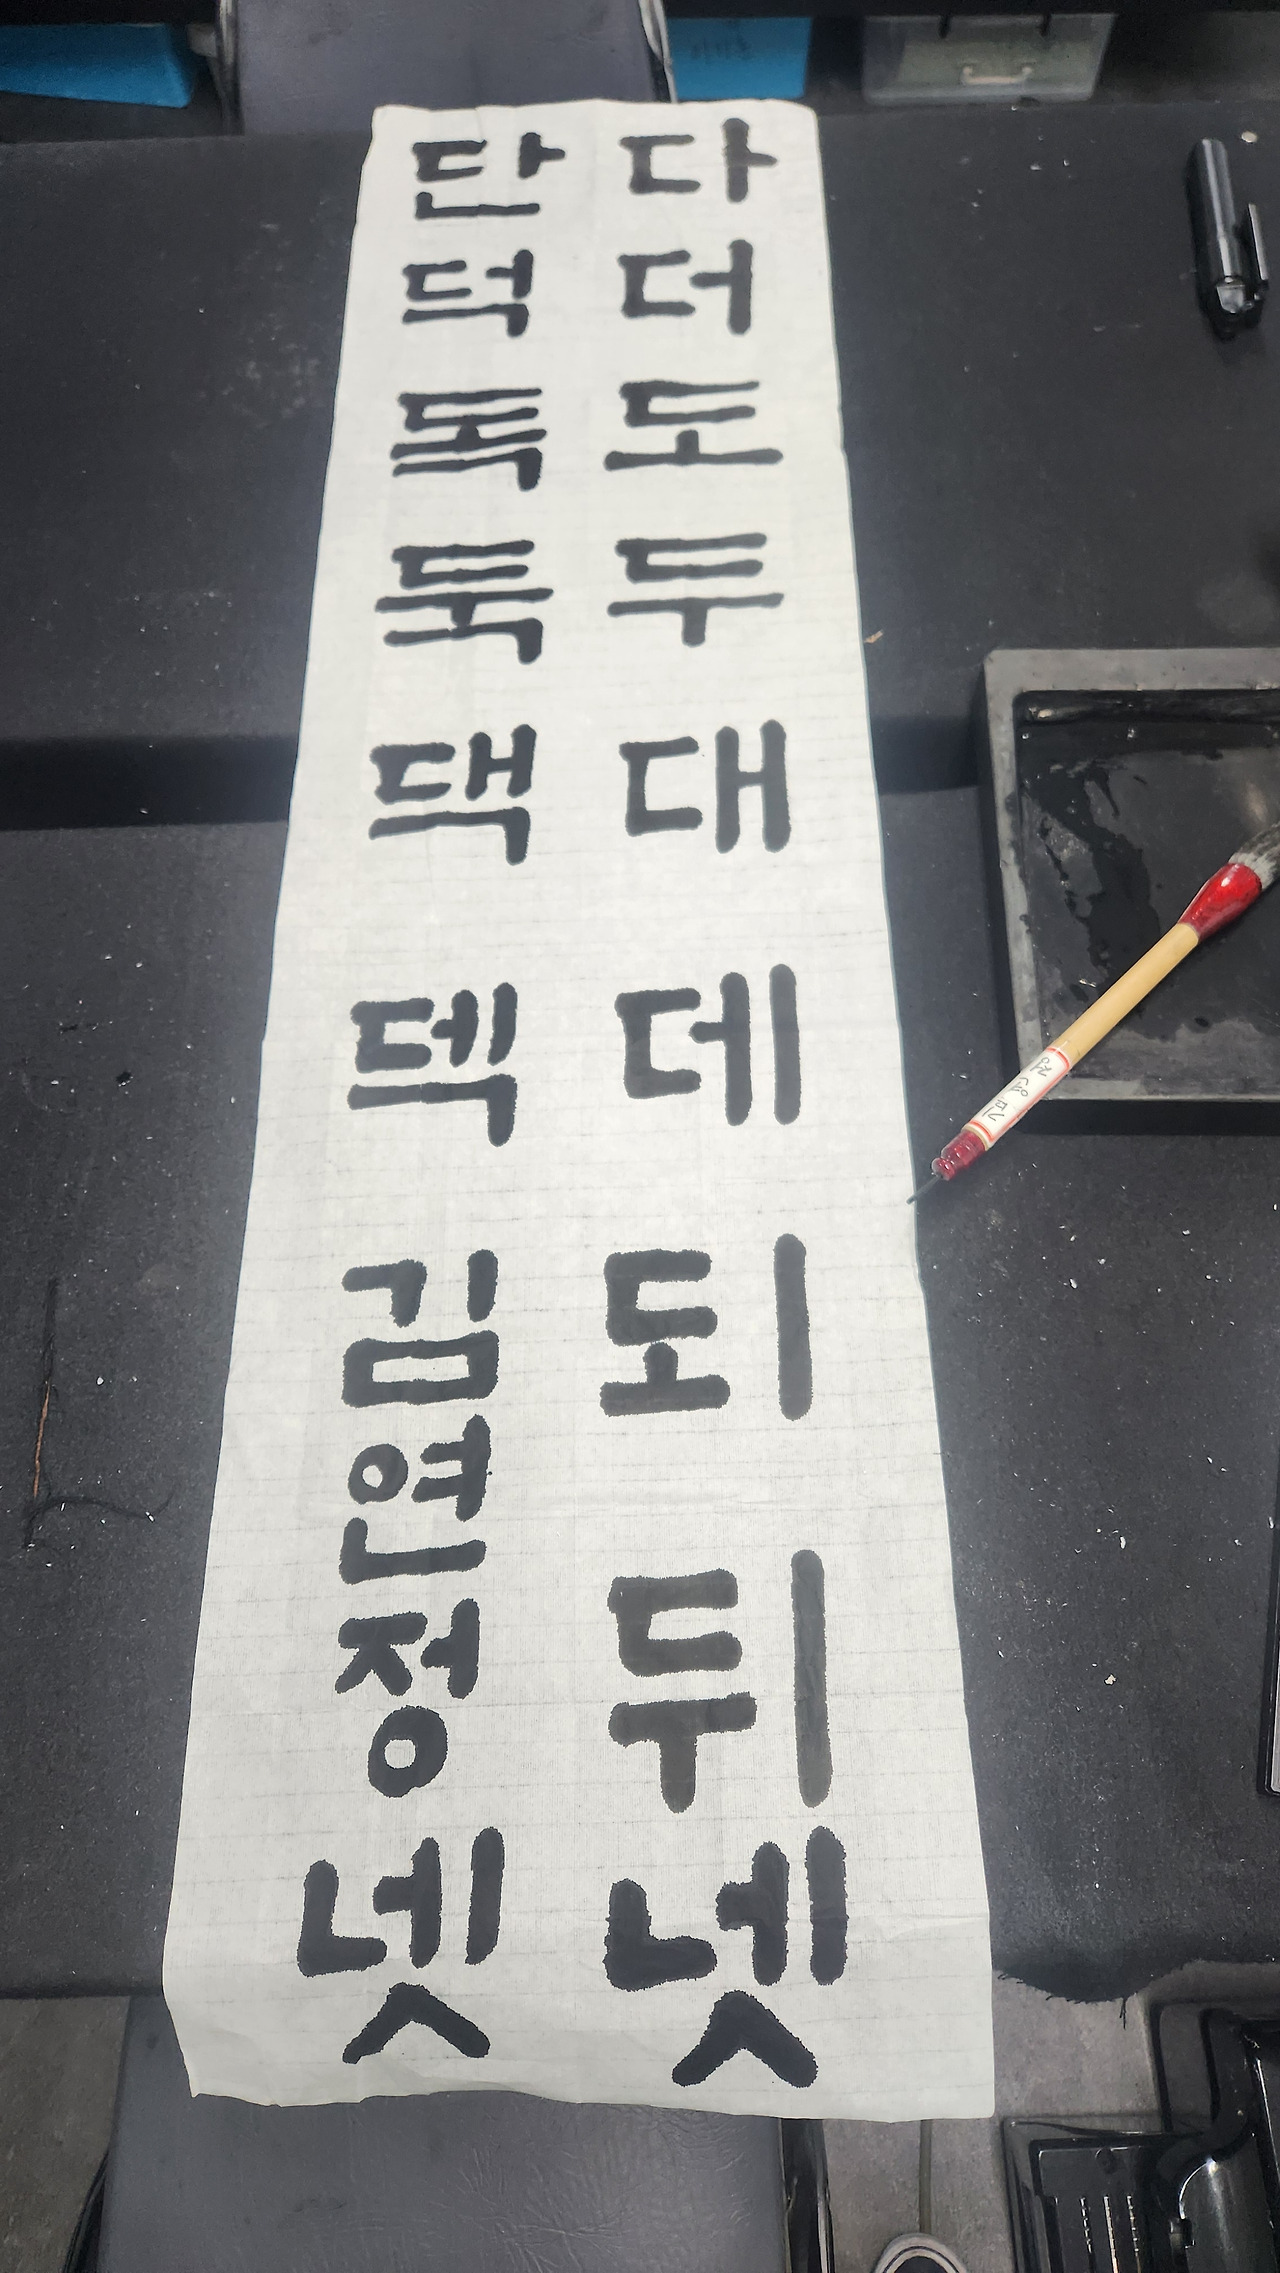 다 더 도 두 대 데 되 뒤 넷
단 덕 독 둑 댁 덱 김연정 넷